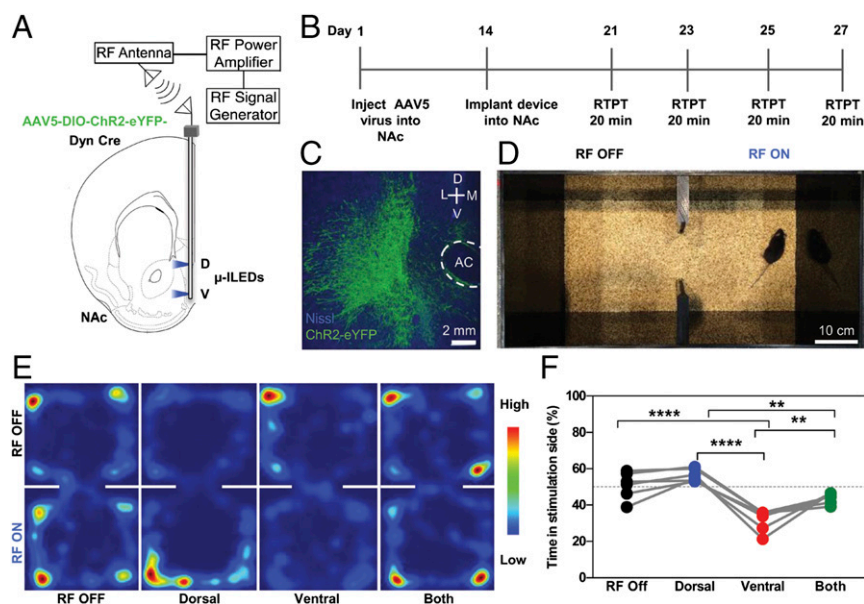 A
RF Antenna
RF Power
Amplifier
RF Signal
Generator
AAV5-DIO-ChR2-eYFP-
Dyn Cre
D
μ-ILEDs
V
NAc
B
Day 1
14
21
23
25
27
Inject AAV5
virus into
NAc
Implant device
into NAc
RTPT
20 min
RTPT
20 min
RTPT
20 min
RTPT
20 min
C
D
L
M
V
AC
Nissl
ChR2-eYFP
2 mm
D
RF OFF
RF ON
10 cm
E
RF OFF
RF ON
High
Low
RF OFF
Dorsal
Ventral
Both
F
Time in stimulation side (%)
100
80
60
40
20
0
****
**
**
****
RF Off
Dorsal
Ventral
Both